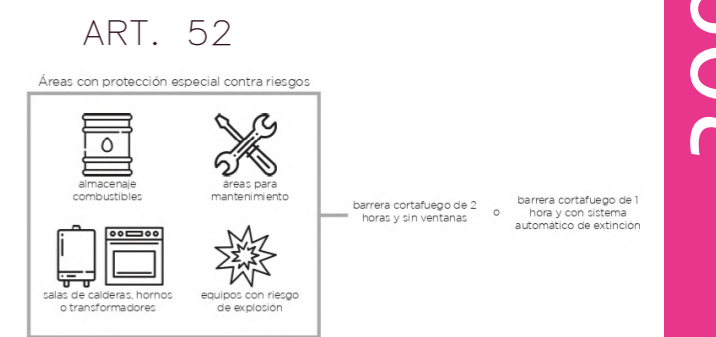 ART. 52
Áreas con protección especial contra riesgos
almacenaje
combustibles
áreas para
mantenimiento
salas de calderas, hornos
o transformadores
equipos con riesgo
de explosión
barrera cortafuego de 2
horas y sin ventanas
o
barrera cortafuego de 1
hora y con sistema
automático de extinción